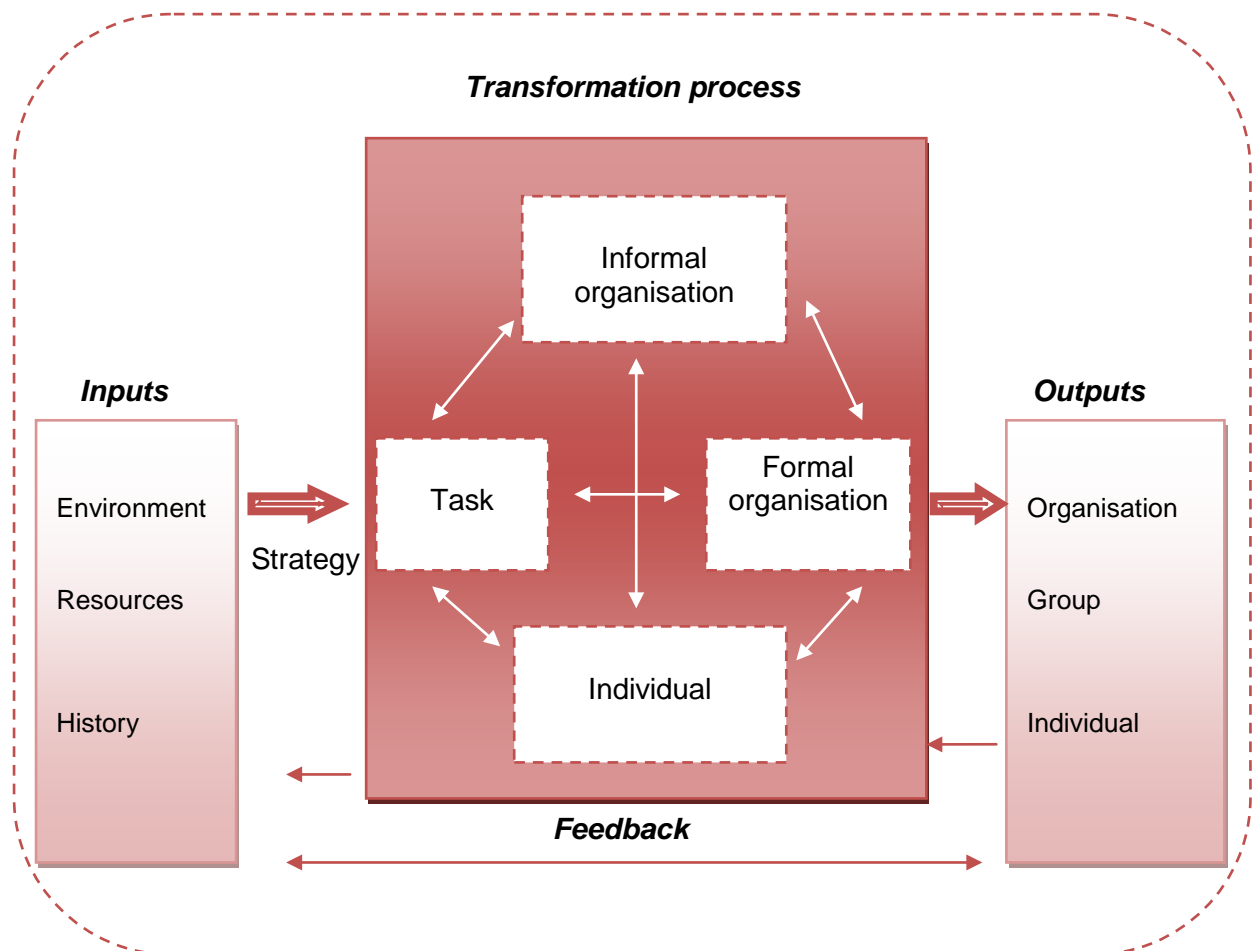 Transformation process
Informal
organisation
Inputs
Outputs
Environment
Task
Formal
organisation
Organisation
Strategy
Resources
Group
Individual
History
Individual
Feedback